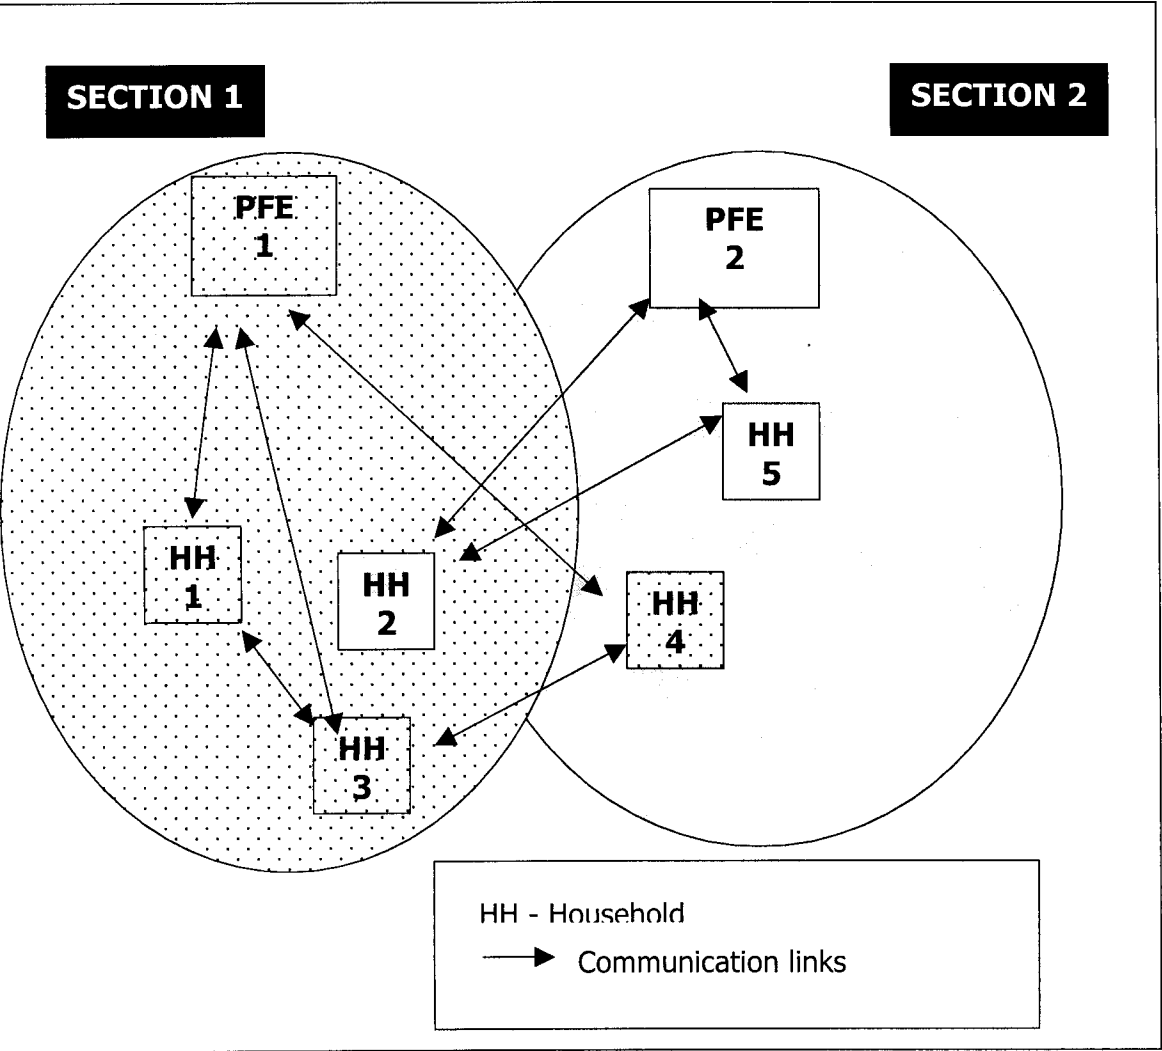 SECTION 1
SECTION 2
PFE
1
PFE
2
HH
5
HH
1
HH
2
HH
4
HH
3
HH - Household
Communication links